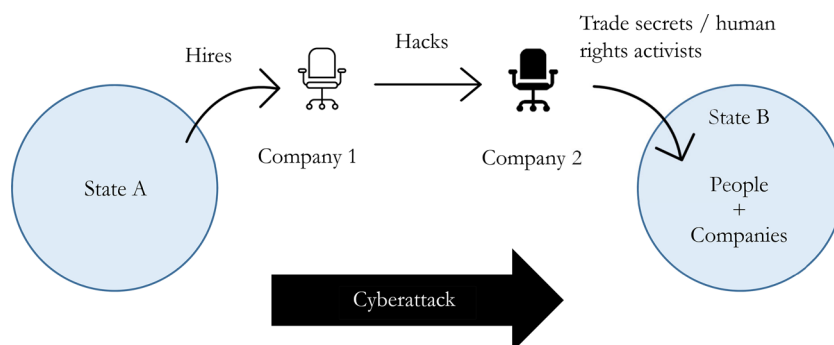 Hires
Hacks
Trade secrets / human
rights activists
State A
Company 1
Company 2
State B
People
+
Companies
Cyberattack